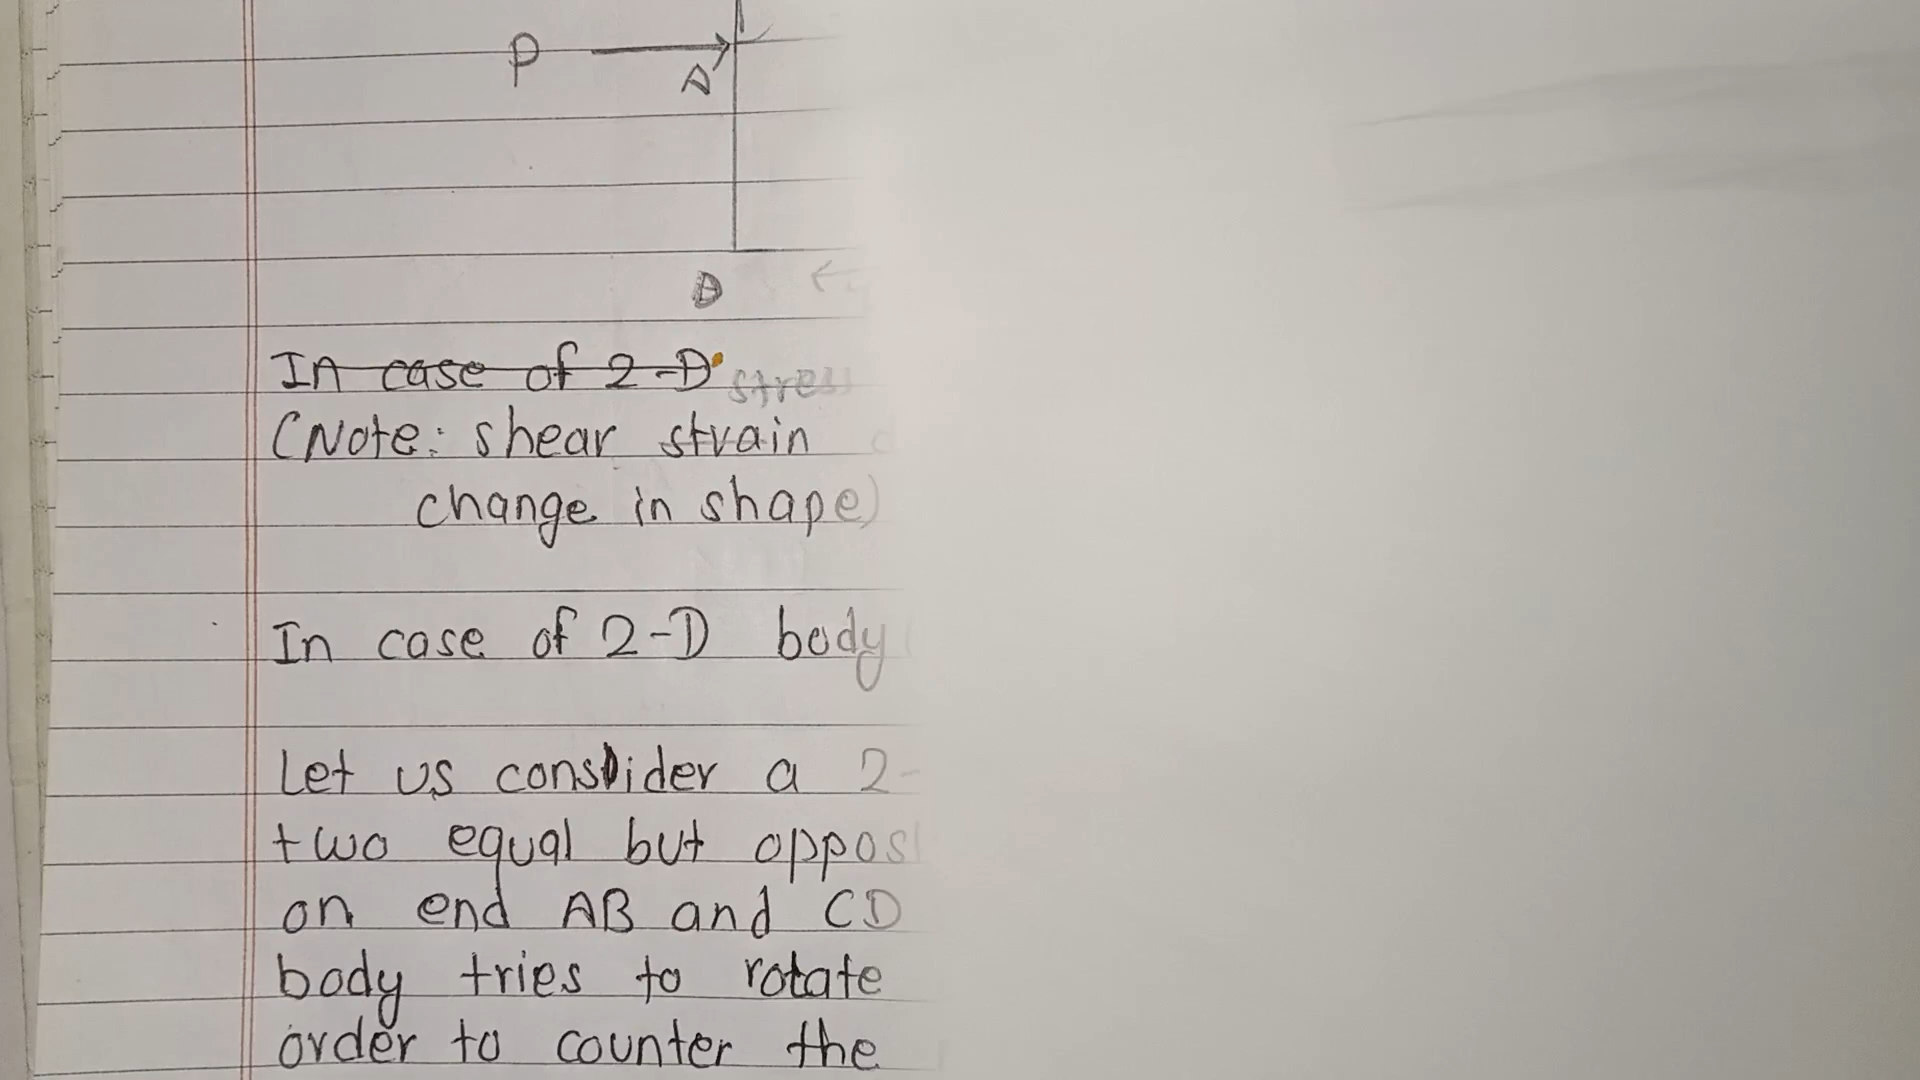 P
A
D
In case of 2-D
stress
(Note: shear strain
change in shape)
In case of 2-D body
Let us consider a 2-
two equal but oppos
on end AB and CD
body tries to rotate
order to counter the